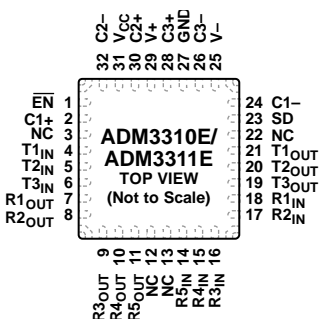 C2–
VCC
C2+
V+
C3+
GND
C3–
V–
32 31 30 29 28 27 26 25
EN 1
C1+ 2
NC 3
T1IN 4
T2IN 5
T3IN 6
R1OUT 7
R2OUT 8
ADM3310E/
ADM3311E
TOP VIEW
(Not to Scale)
24 C1–
23 SD
22 NC
21 T1OUT
20 T2OUT
19 T3OUT
18 R1IN
17 R2IN
9 10 11 12 13 14 15 16
R3OUT
R4OUT
R5OUT
NC
NC
R5IN
R4IN
R3IN